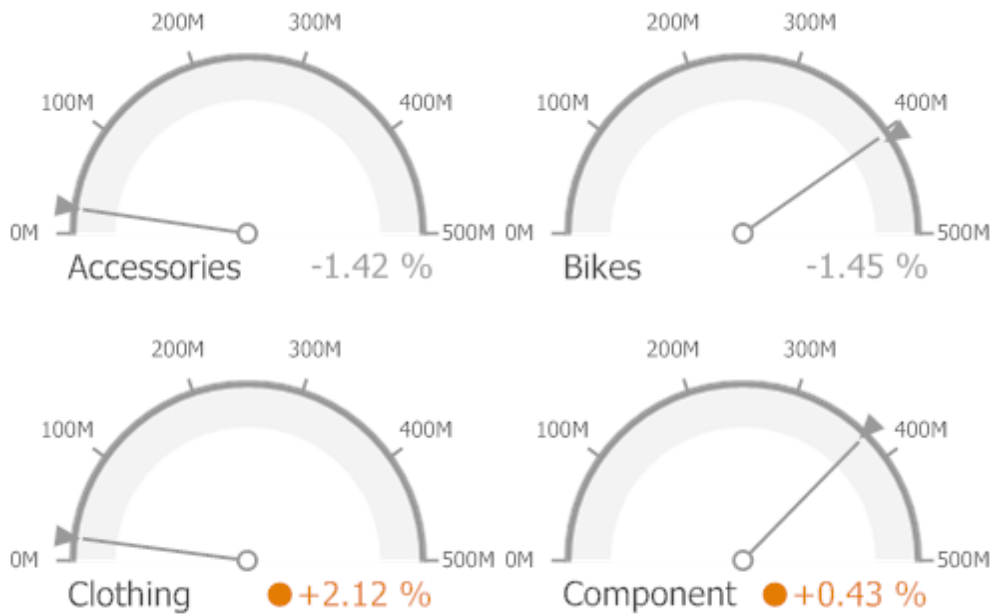 200M 300M
100M 400M
0M 500M
Accessories -1.42 %
200M 300M
100M 400M
0M 500M
Bikes -1.45 %
200M 300M
100M 400M
0M 500M
Clothing +2.12 %
200M 300M
100M 400M
0M 500M
Component +0.43 %